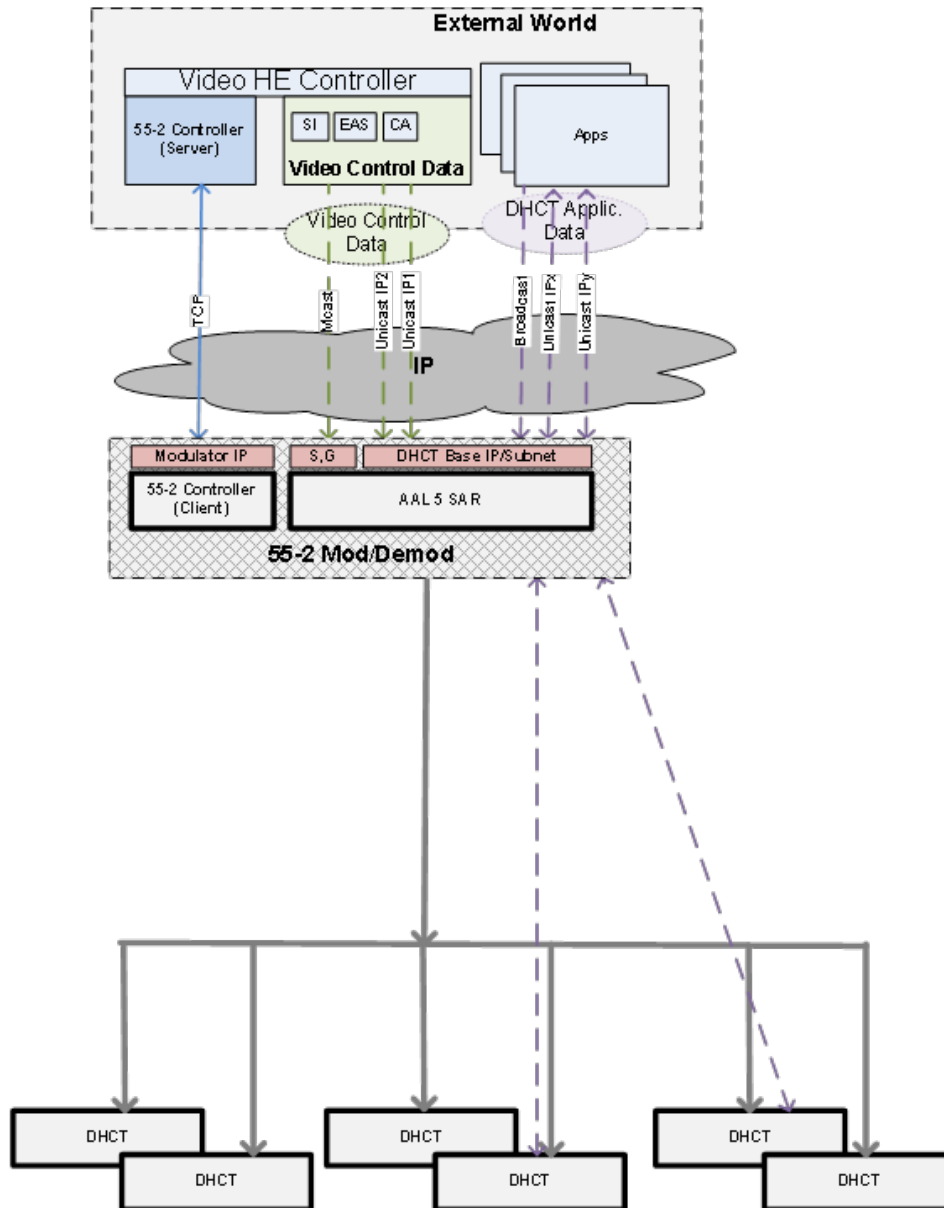 External World
Video HE Controller
55-2 Controller
(Server)
SI
EAS
CA
Video Control Data
Apps
Video Control
Data
DHCT Applic.
Data
TCP
Mcast
Unicast IP2
Unicast IP1
Broadcas1
Unicas1 IPx
Unicast IPy
IP
Modulator IP
S,G
DHCT Base IP/Subnet
55-2 Controller
(Client)
AAL 5 SAR
55-2 Mod/Demod
DHCT
DHCT
DHCT
DHCT
DHCT
DHCT